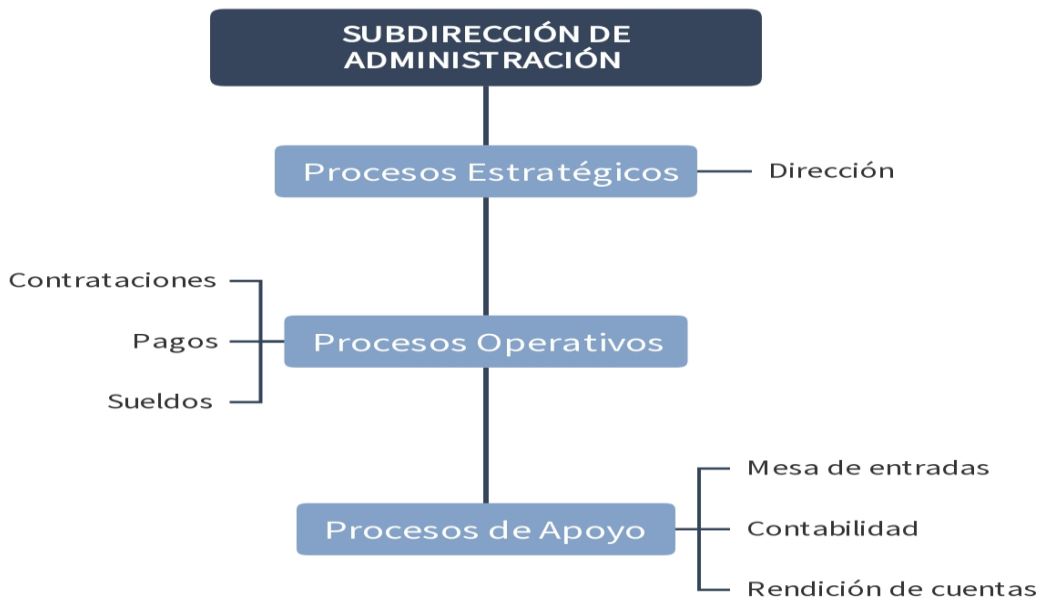 SUBDIRECCIÓN DE
ADMINISTRACIÓN
Procesos Estratégicos
Dirección
Contrataciones
Pagos
Sueldos
Procesos Operativos
Procesos de Apoyo
Mesa de entradas
Contabilidad
Rendición de cuentas